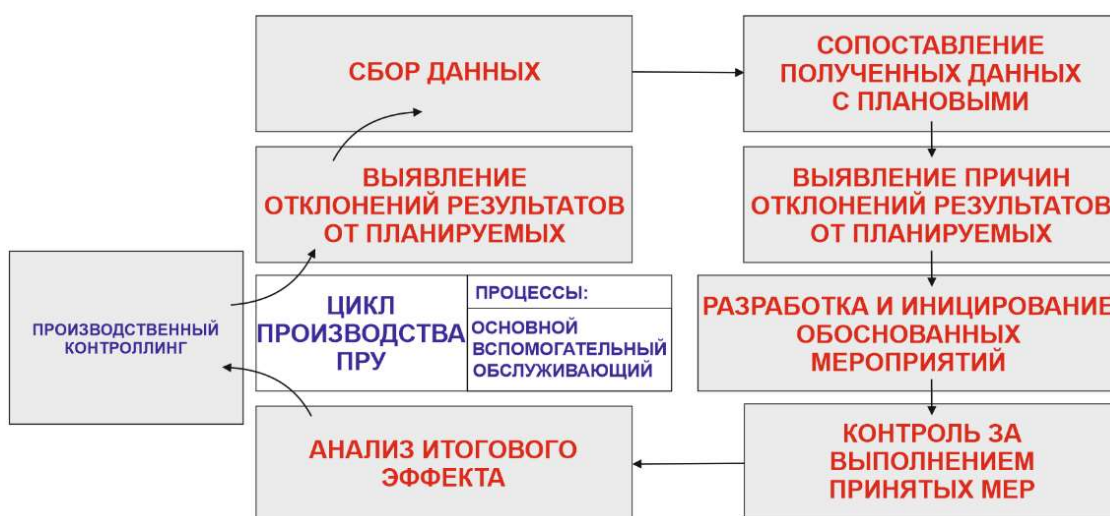 СБОР ДАННЫХ
СОПОСТАВЛЕНИЕ
ПОЛУЧЕННЫХ ДАННЫХ
С ПЛАНОВЫМИ
ВЫЯВЛЕНИЕ
ОТКЛОНЕНИЙ РЕЗУЛЬТАТОВ
ОТ ПЛАНИРУЕМЫХ
ВЫЯВЛЕНИЕ ПРИЧИН
ОТКЛОНЕНИЙ РЕЗУЛЬТАТОВ
ОТ ПЛАНИРУЕМЫХ
ПРОИЗВОДСТВЕННЫЙ
КОНТРОЛЛИНГ
ЦИКЛ
ПРОИЗВОДСТВА
ПРУ
ПРОЦЕССЫ:
ОСНОВНОЙ
ВСПОМОГАТЕЛЬНЫЙ
ОБСЛУЖИВАЮЩИЙ
РАЗРАБОТКА И ИНИЦИРОВАНИЕ
ОБОСНОВАННЫХ
МЕРОПРИЯТИЙ
АНАЛИЗ ИТОГОВОГО
ЭФФЕКТА
КОНТРОЛЬ ЗА
ВЫПОЛНЕНИЕМ
ПРИНЯТЫХ МЕР